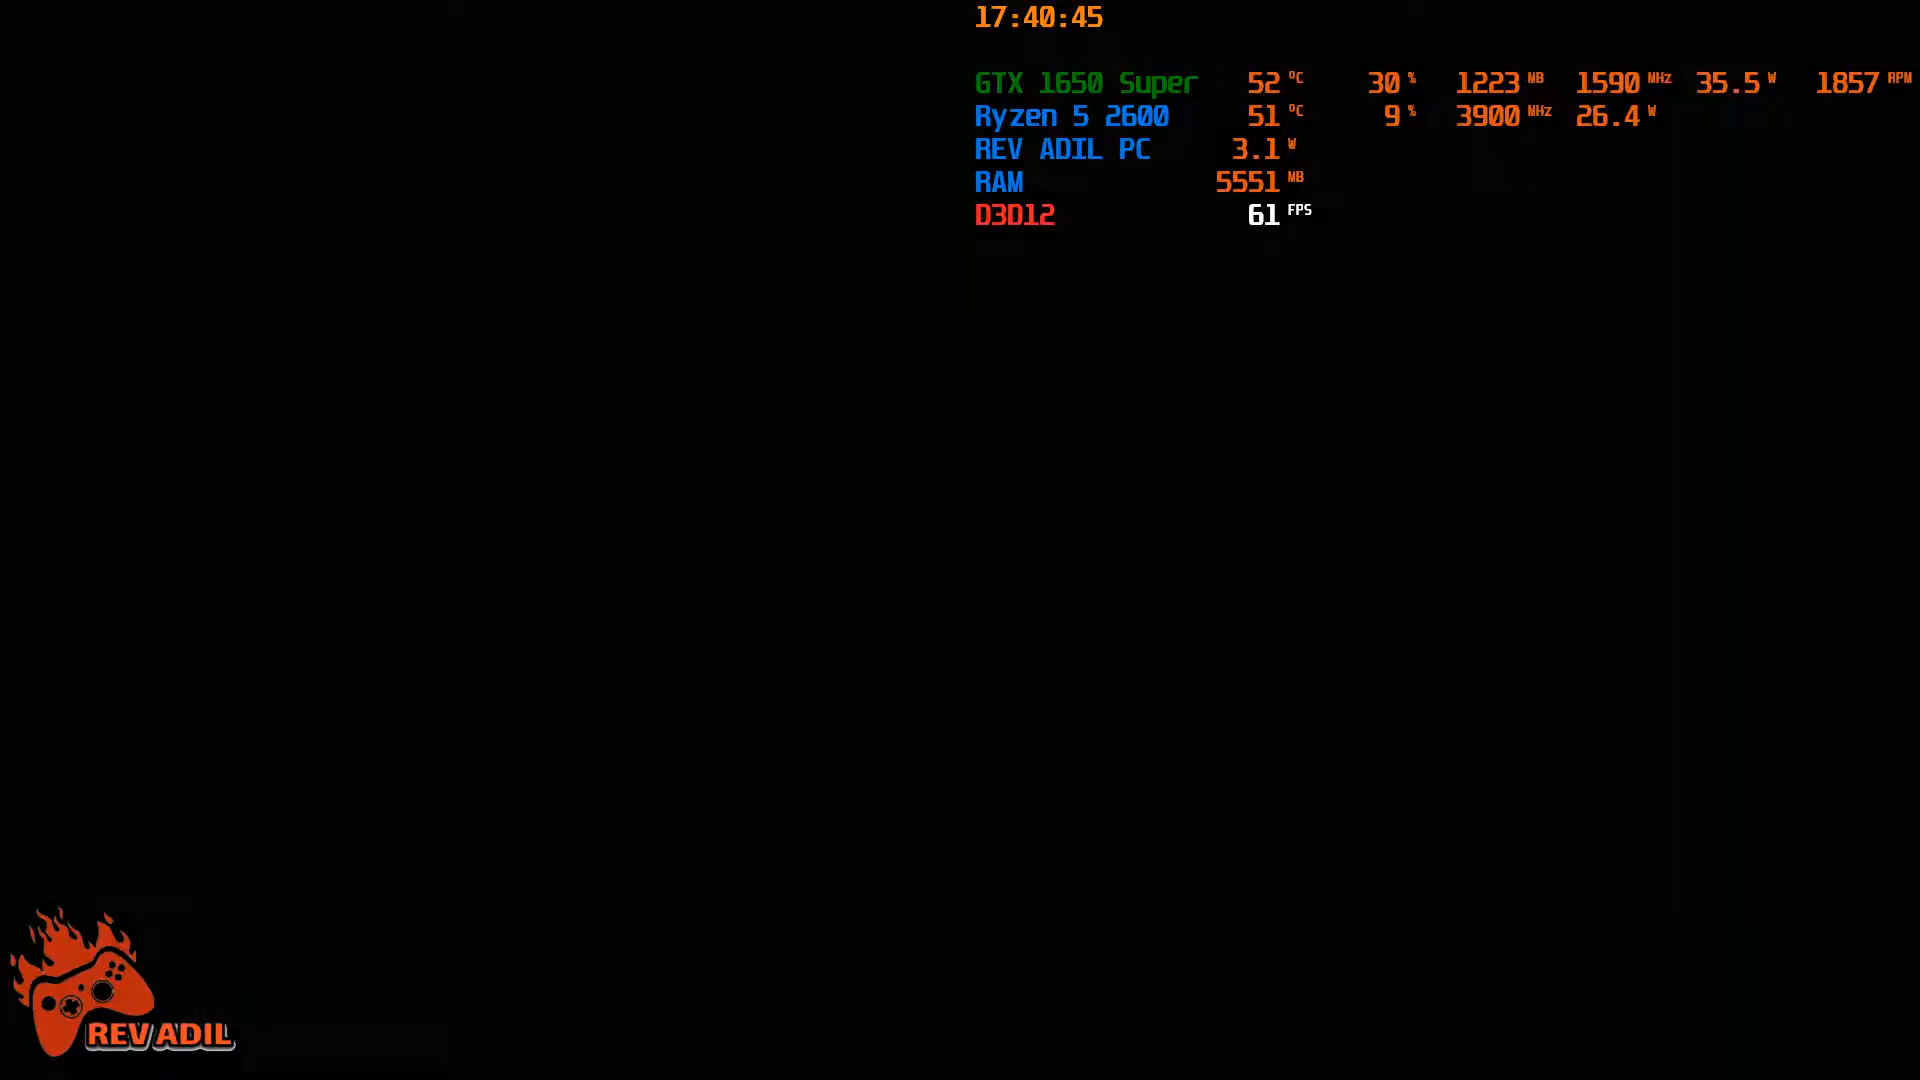 17:40:45
GTX 1650 Super 52 °C 30 % 1223 MB 1590 MHz 35.5 W 1857 RPM
Ryzen 5 2600 51 °C 9 % 3900 MHz 26.4 W
REV ADIL PC 3.1 W
RAM 5551 MB
D3D12 61 FPS
REV ADIL